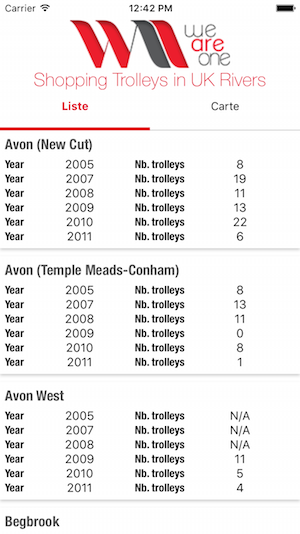 Carrier 12:42 PM
we
are
one
Shopping Trolleys in UK Rivers
Liste Carte
Avon (New Cut)
Year 2005 Nb. trolleys 8
Year 2007 Nb. trolleys 19
Year 2008 Nb. trolleys 11
Year 2009 Nb. trolleys 13
Year 2010 Nb. trolleys 22
Year 2011 Nb. trolleys 6
Avon (Temple Meads-Conham)
Year 2005 Nb. trolleys 8
Year 2007 Nb. trolleys 13
Year 2008 Nb. trolleys 11
Year 2009 Nb. trolleys 0
Year 2010 Nb. trolleys 8
Year 2011 Nb. trolleys 1
Avon West
Year 2005 Nb. trolleys N/A
Year 2007 Nb. trolleys N/A
Year 2008 Nb. trolleys N/A
Year 2009 Nb. trolleys 11
Year 2010 Nb. trolleys 5
Year 2011 Nb. trolleys 4
Begbrook